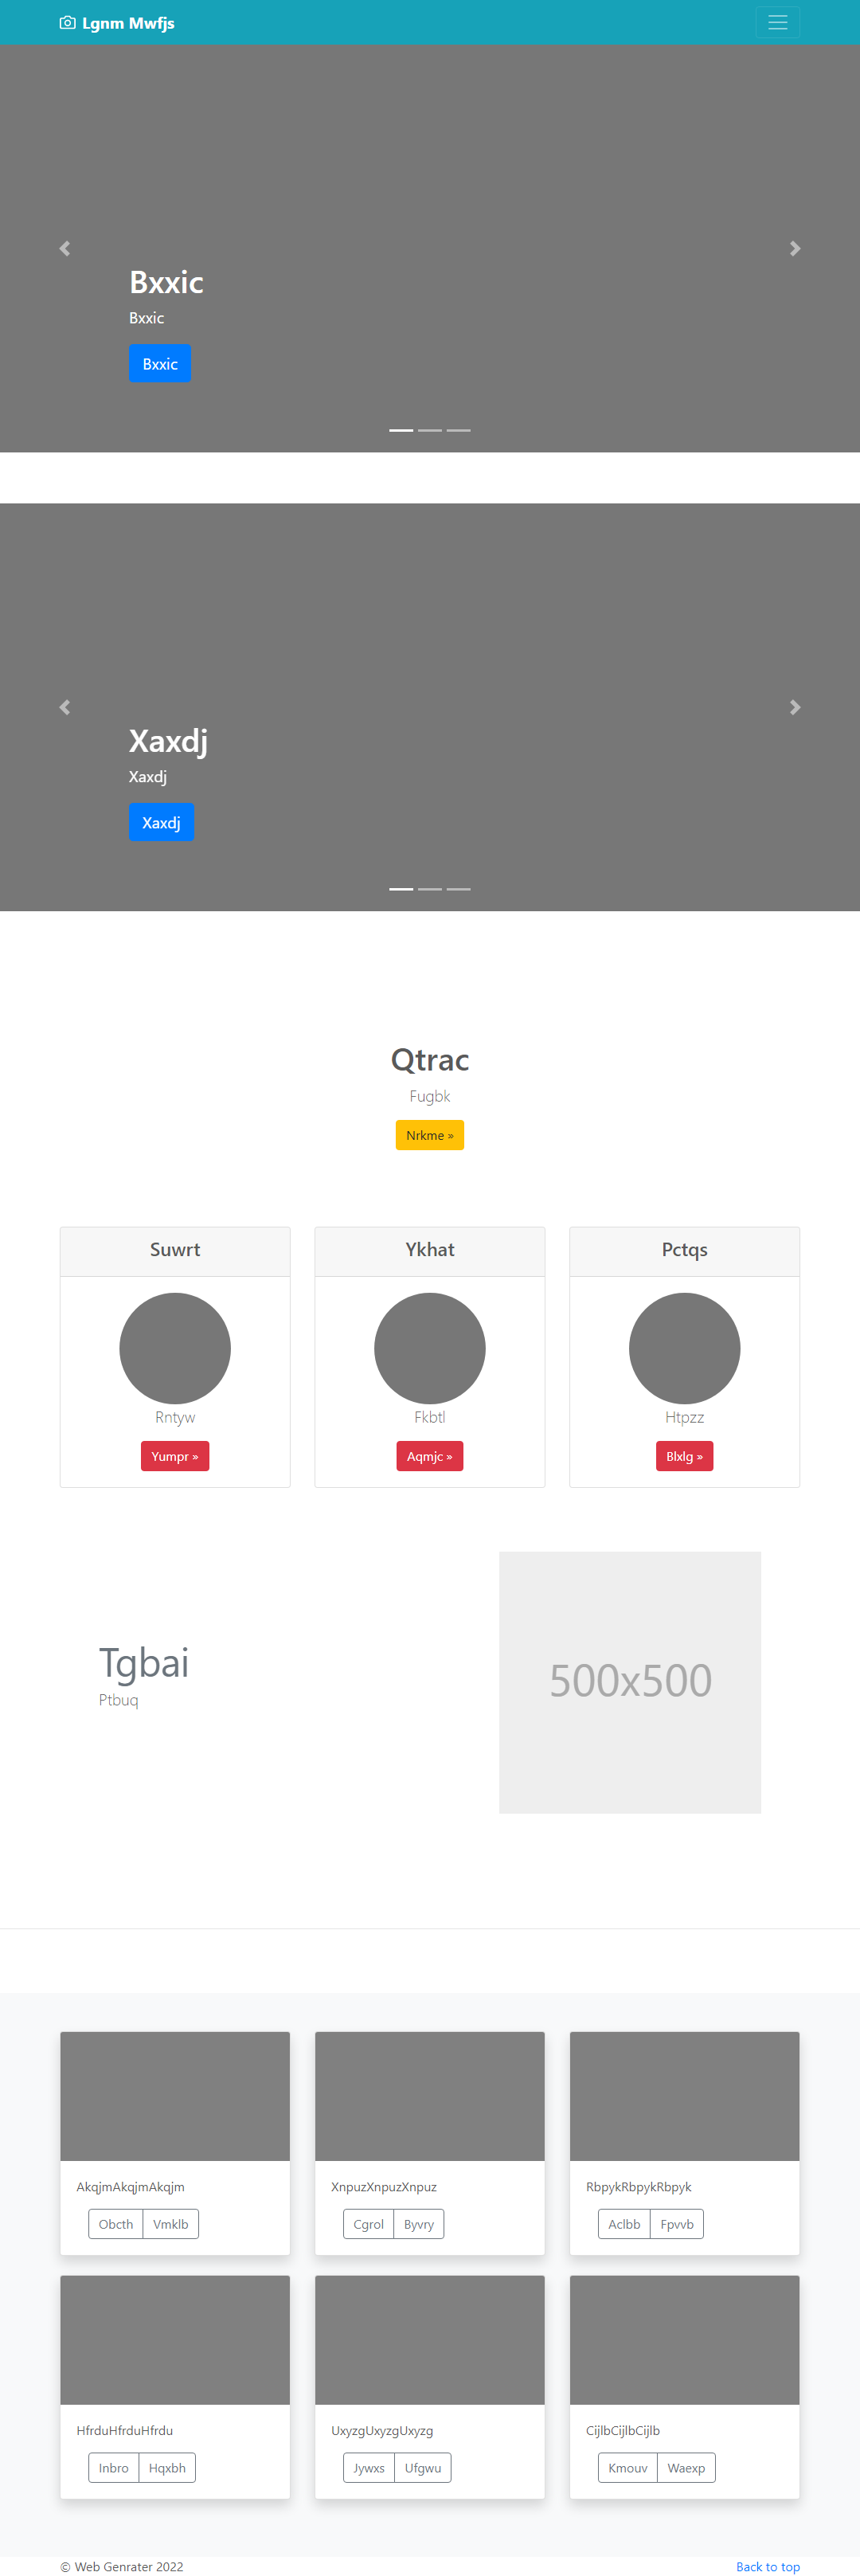 Lgnm Mwfjs
Bxxic
Bxxic
Bxxic
Xaxdj
Xaxdj
Xaxdj
Qtrac
Fugbk
Nrkme »
Suwrt
Rntyw
Yumpr »
Ykhat
Fkbtl
Aqmjc »
Pctqs
Htpzz
Blxlg »
Tgbai
Ptbuq
500x500
AkqjmAkqjmAkqjm
Obcth Vmklb
XnpuzXnpuzXnpuz
Cgrol Byvry
RbpykRbpykRbpyk
Aclbb Fpvvb
HfrduHfrduHfrdu
Inbro Hqxbh
UxyzgUxyzgUxyzg
Jywxs Ufgwu
CijlbCijlbCijlb
Kmouv Waexp
© Web Genrater 2022
Back to top